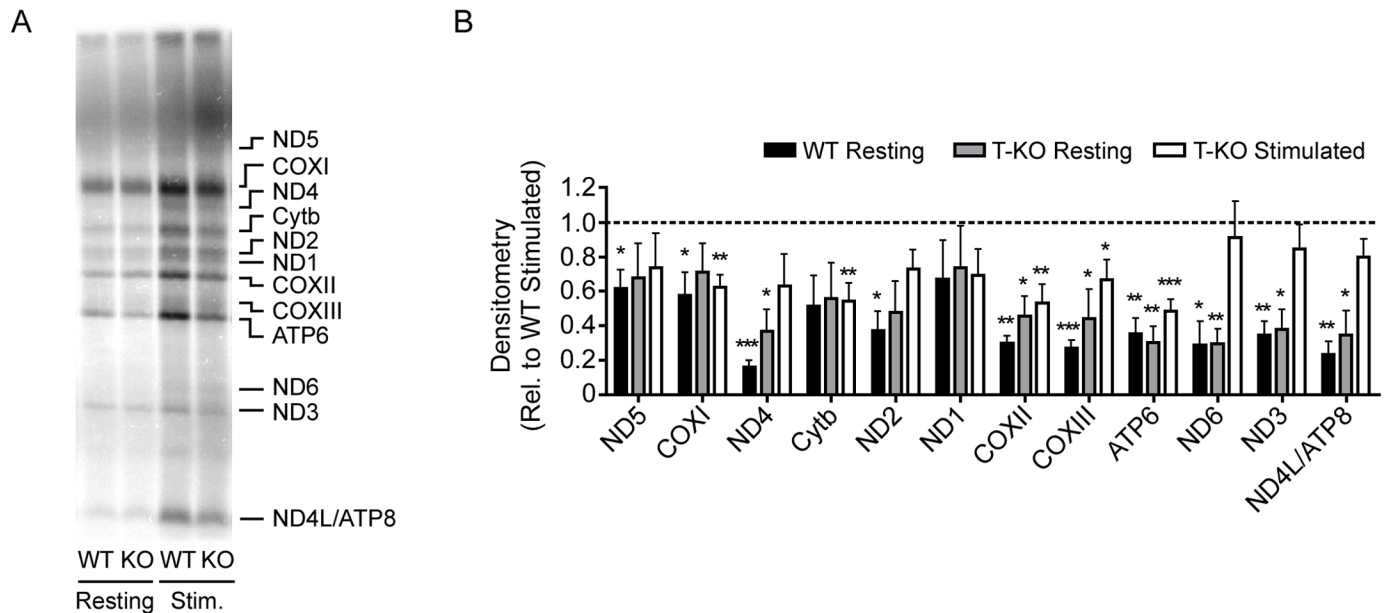 A
ND5
COXI
ND4
Cytb
ND2
ND1
COXII
COXIII
ATP6
ND6
ND3
ND4L/ATP8
WT KO WT KO
Resting Stim.
B
WT Resting T-KO Resting T-KO Stimulated
Densitometry
(Rel. to WT Stimulated)
1.2
1.0
0.8
0.6
0.4
0.2
0
* * ** *** * ** * ** * ** *** * * ** ** *** * ** ** * ** *
ND5 COXI ND4 Cytb ND2 ND1 COXII COXIII ATP6 ND6 ND3 ND4L/ATP8